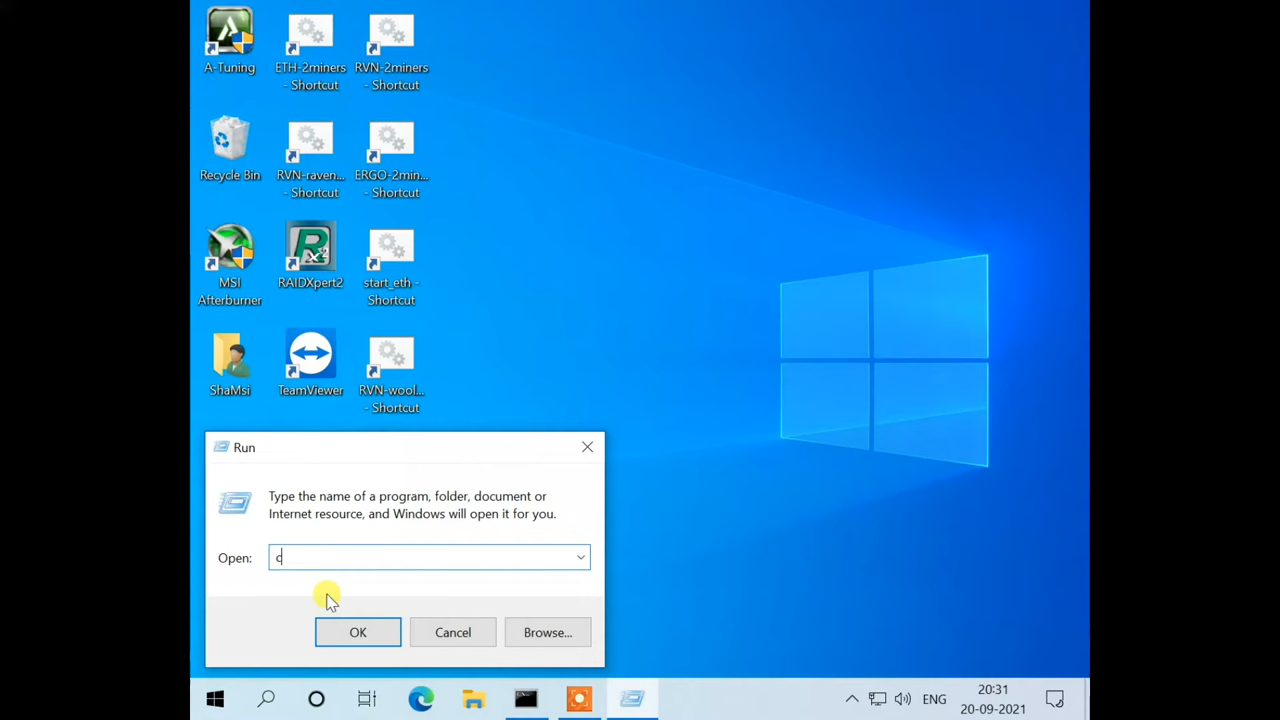 A-Tuning
ETH-2miners
- Shortcut
RVN-2miners
- Shortcut
Recycle Bin
RVN-raven...
- Shortcut
ERGO-2min...
- Shortcut
MSI
Afterburner
RAIDXpert2
start_eth -
Shortcut
ShaMsi
TeamViewer
RVN-wool...
- Shortcut
Run
Type the name of a program, folder, document or
Internet resource, and Windows will open it for you.
Open:
c
OK
Cancel
Browse...
ENG
20:31
20-09-2021